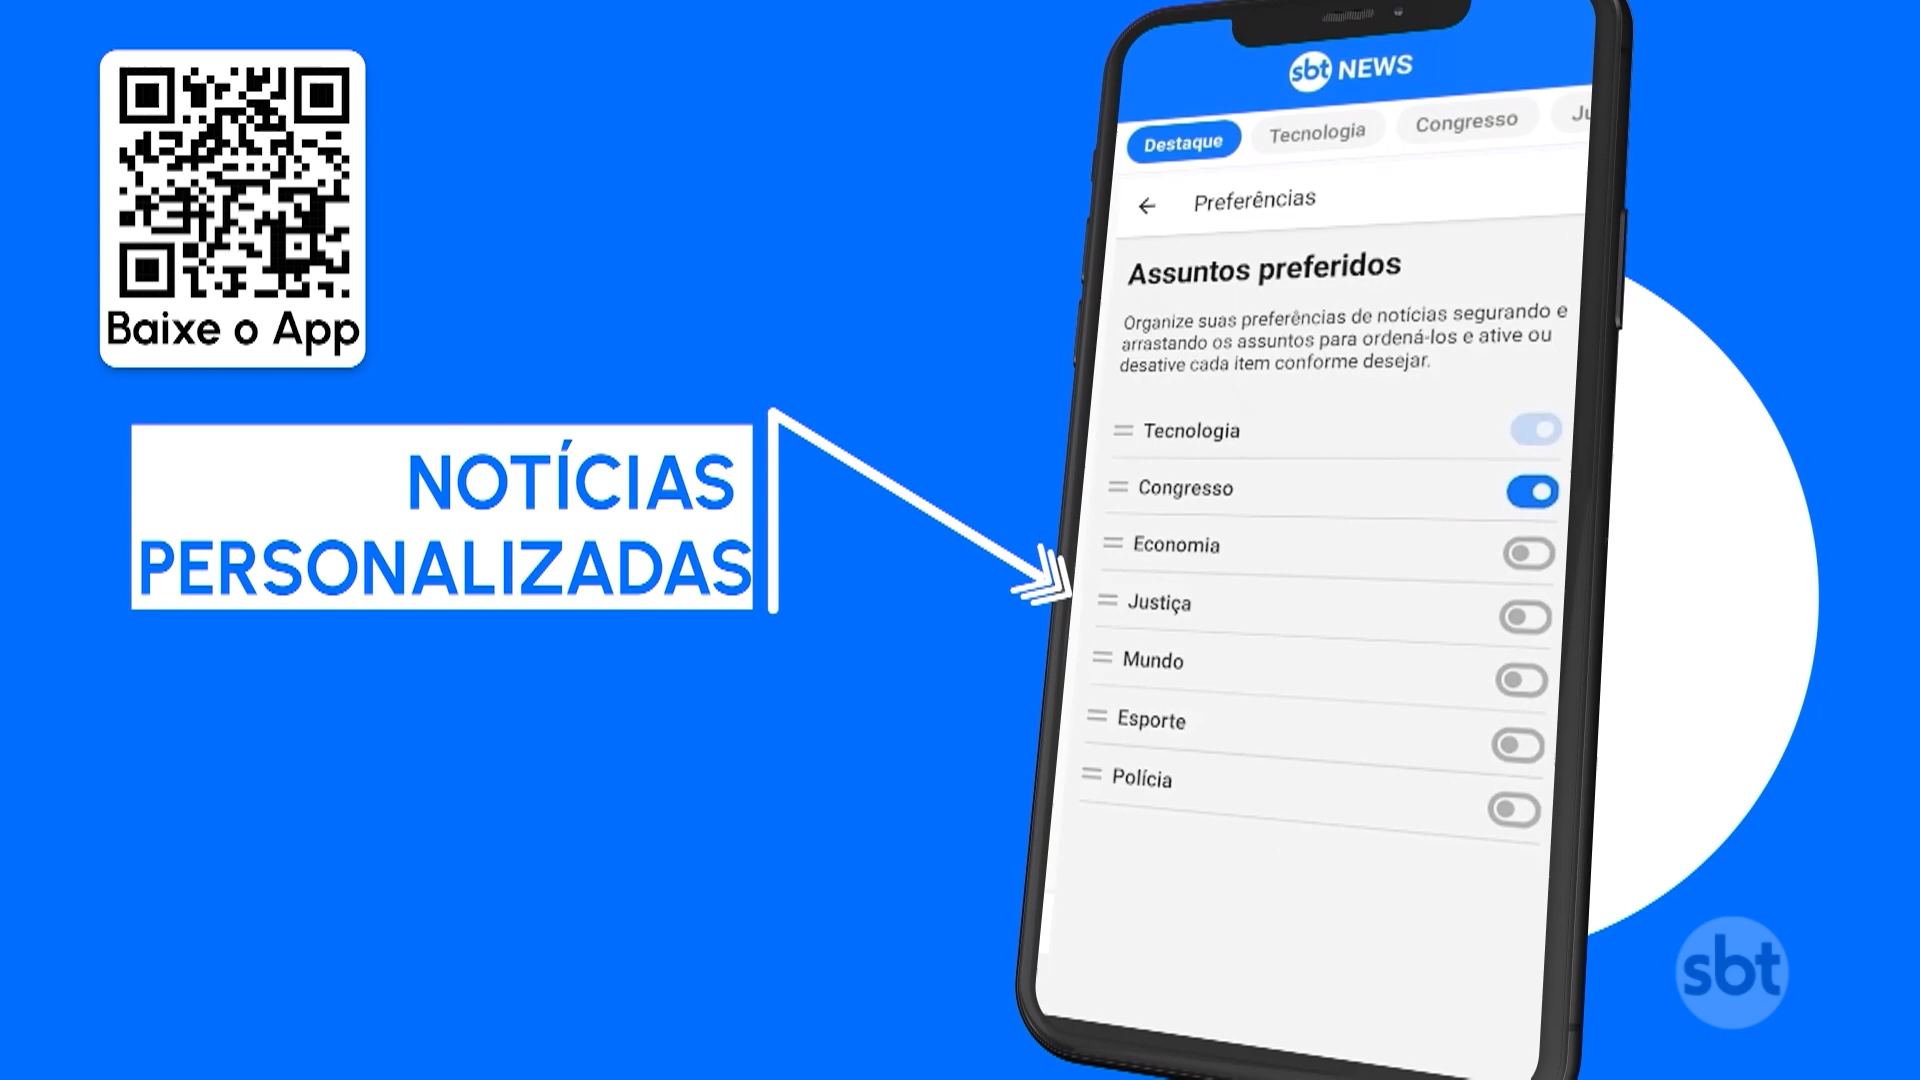 Baixe o App
NOTÍCIAS
PERSONALIZADAS
sbt NEWS
Destaque
Tecnologia
Congresso
Preferências
Assuntos preferidos
Organize suas preferências de notícias segurando e
arrastando os assuntos para ordená-los e ative ou
desative cada item conforme desejar.
Tecnologia
Congresso
Economia
Justiça
Mundo
Esporte
Polícia
sbt